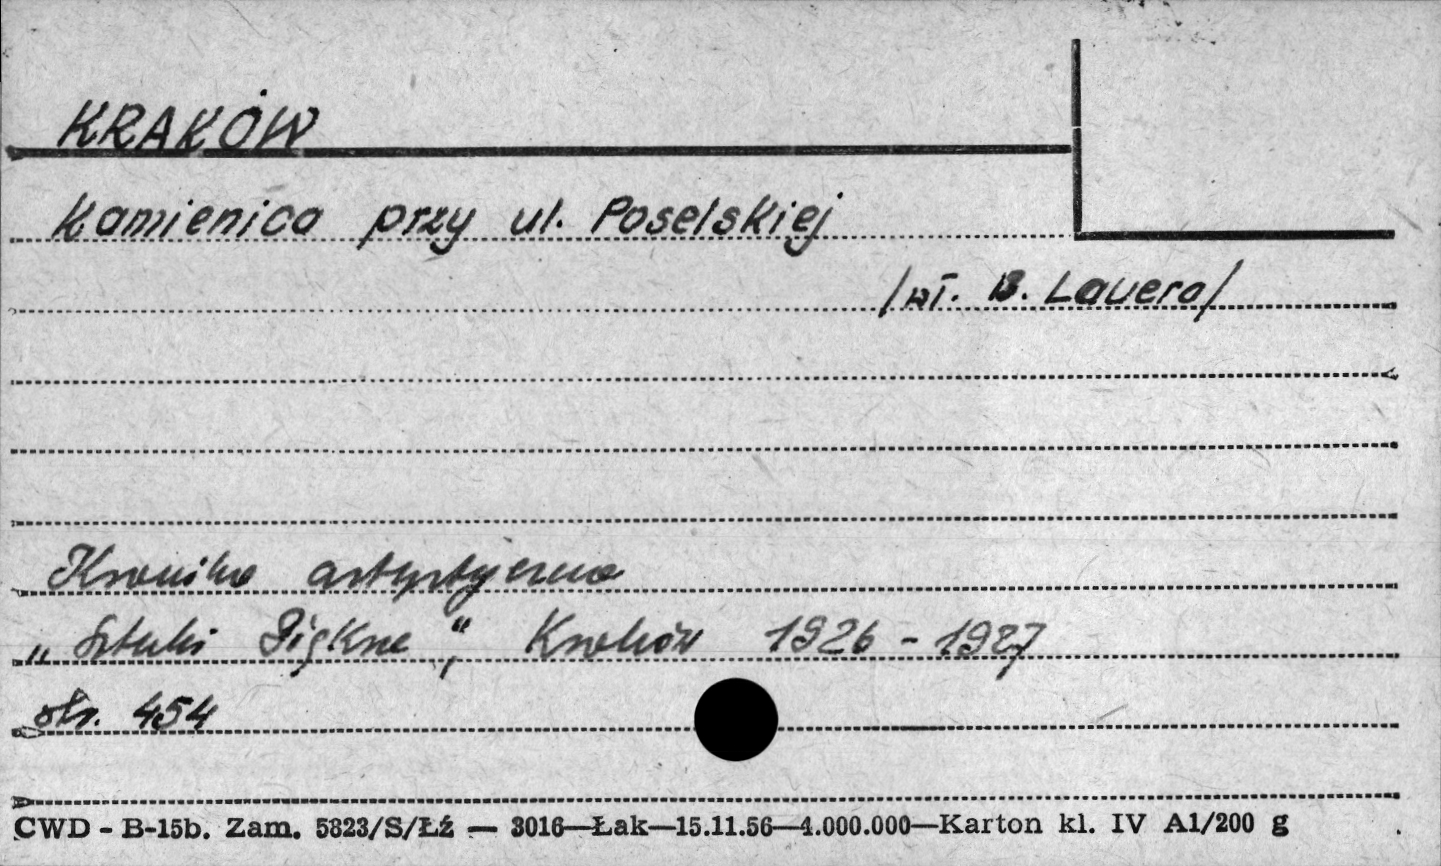 KRAKÓW
Kamienica przy ul. Poselskiej
/wł. B. Lauera/
Kronika artystyczna
„Sztuki Piękne“, Kraków 1926 - 1927
str. 454
CWD - B-15b. Zam. 5823/S/Łź — 3016—Łak—15.11.56—4.000.000—Karton kl. IV A1/200 g